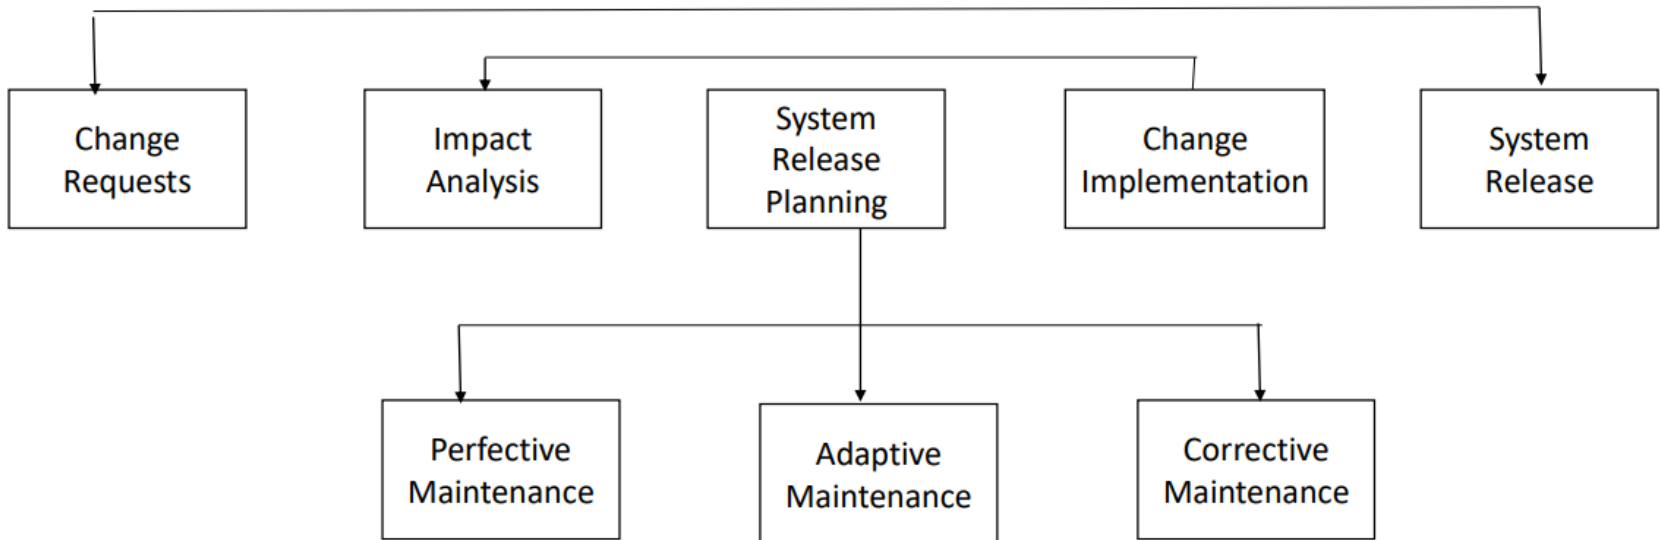 Change
Requests
Impact
Analysis
System
Release
Planning
Change
Implementation
System
Release
Perfective
Maintenance
Adaptive
Maintenance
Corrective
Maintenance